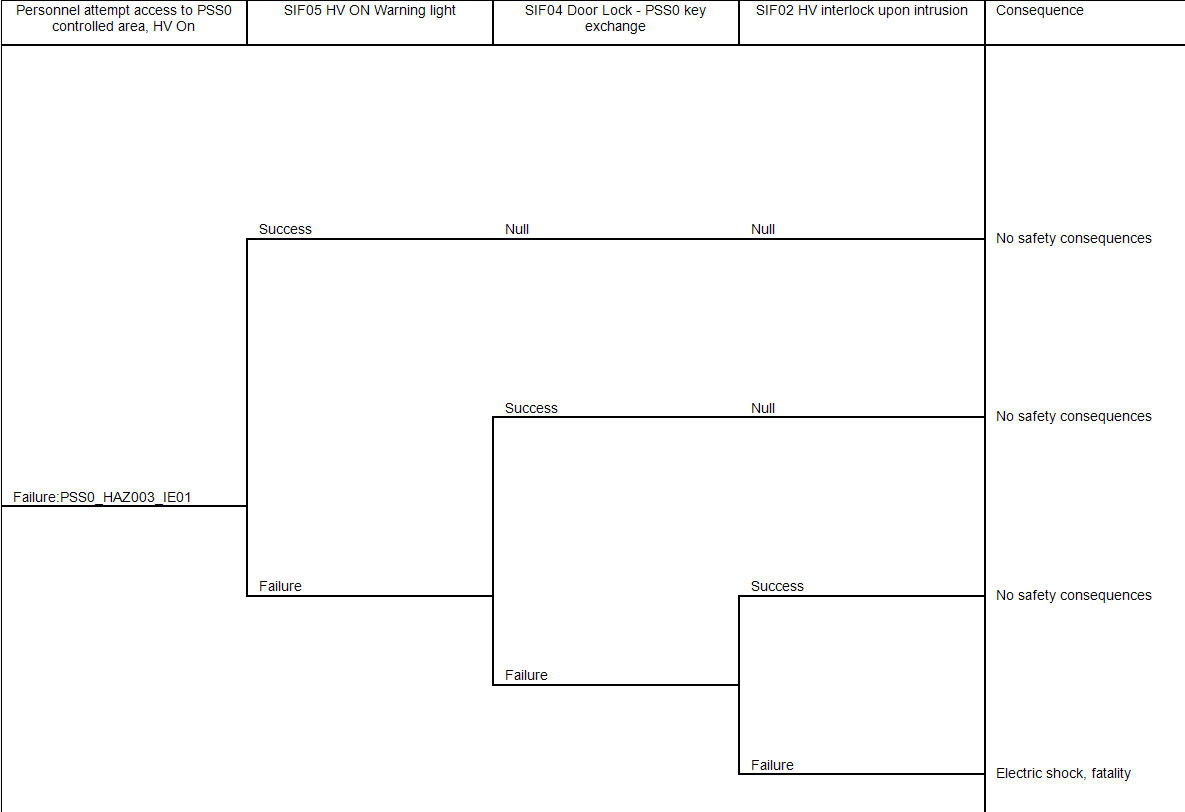 Personnel attempt access to PSS0
controlled area, HV On
SIF05 HV ON Warning light
SIF04 Door Lock - PSS0 key
exchange
SIF02 HV interlock upon intrusion
Consequence
Success
Null
Null
No safety consequences
Success
Null
No safety consequences
Failure:PSS0_HAZ003_IE01
Failure
Success
No safety consequences
Failure
Failure
Electric shock, fatality